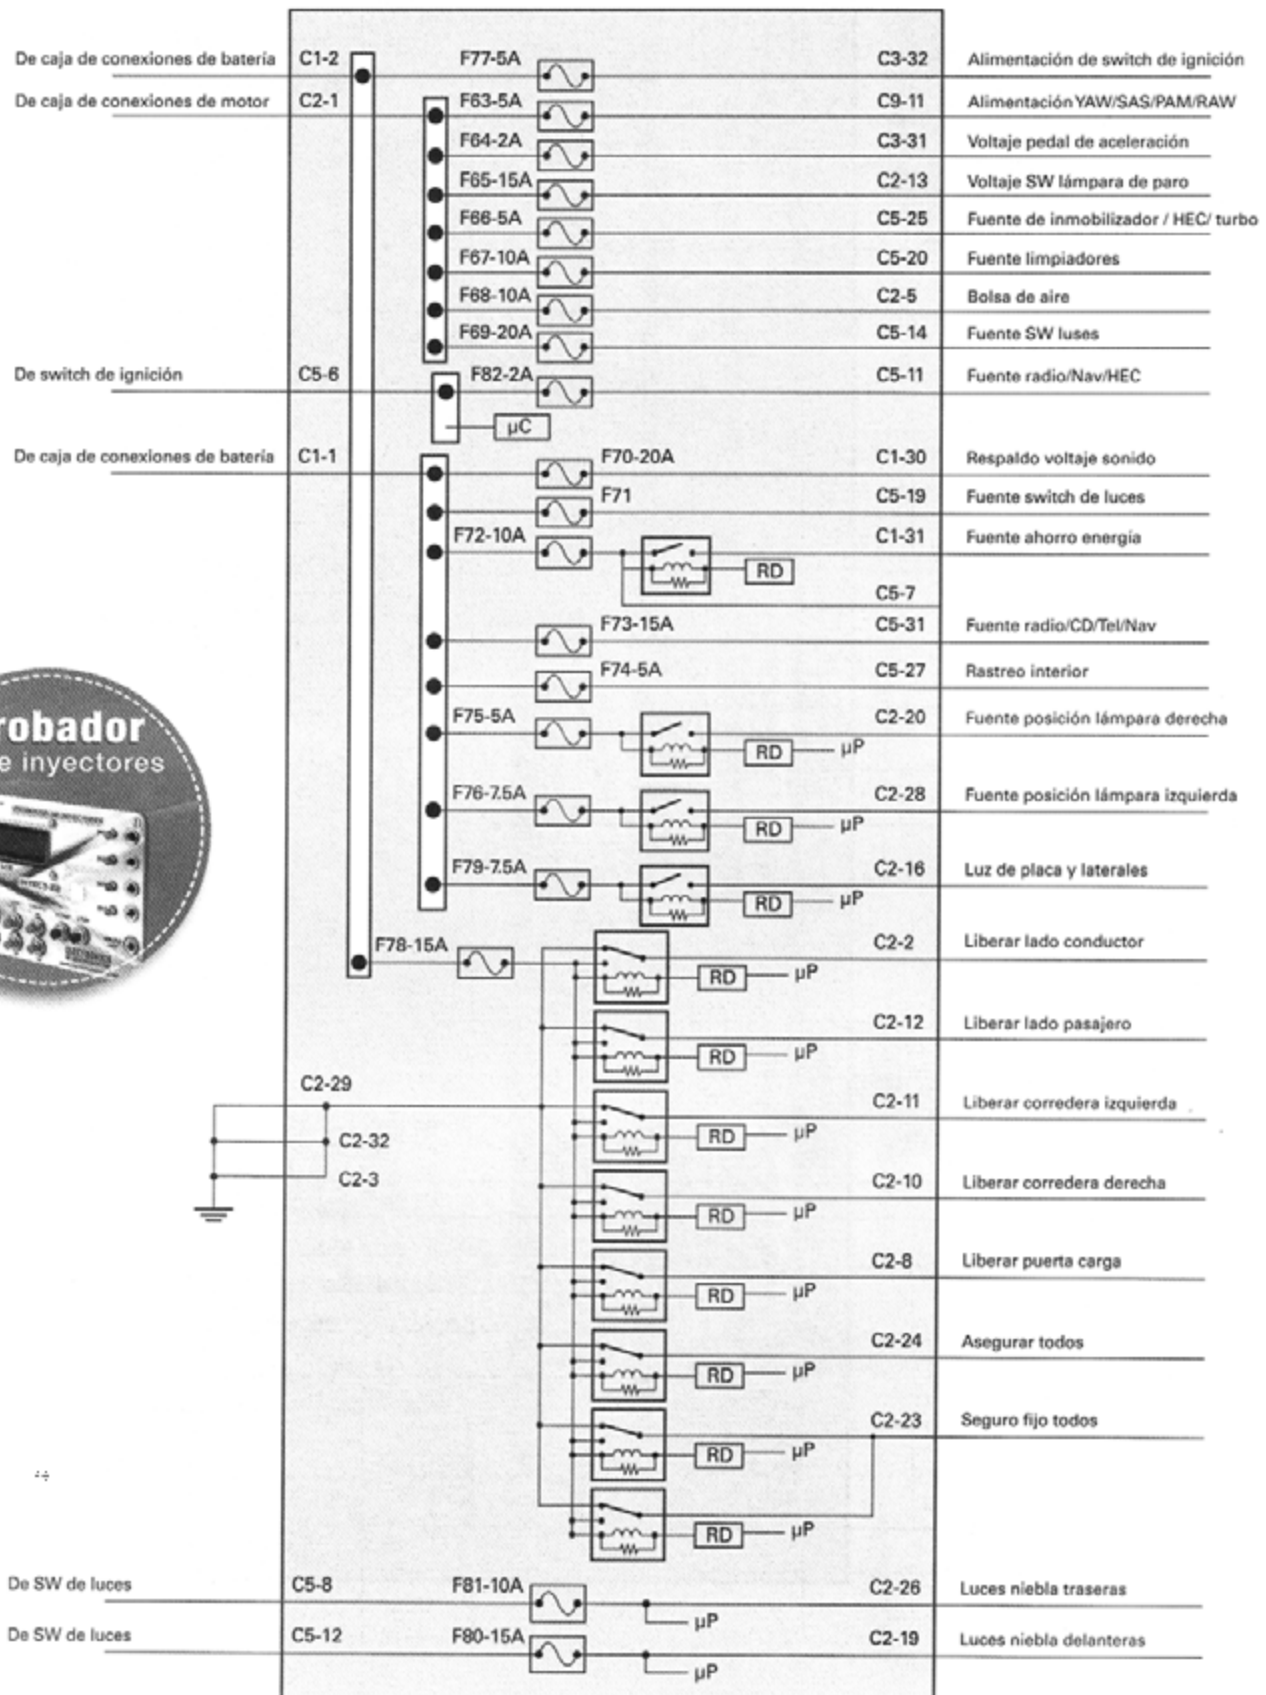 De caja de conexiones de batería C1-2 F77-5A C3-32 Alimentación de switch de ignición
De caja de conexiones de motor C2-1 F63-5A C9-11 Alimentación YAW/SAS/PAM/RAW
F64-2A C3-31 Voltaje pedal de aceleración
F65-15A C2-13 Voltaje SW lámpara de paro
F66-5A C5-25 Fuente de inmobilizador / HEC/ turbo
F67-10A C5-20 Fuente limpiadores
F68-10A C2-5 Bolsa de aire
F69-20A C5-14 Fuente SW luses
De switch de ignición C5-6 F82-2A C5-11 Fuente radio/Nav/HEC
µC
De caja de conexiones de batería C1-1 F70-20A C1-30 Respaldo voltaje sonido
F71 C5-19 Fuente switch de luces
F72-10A C1-31 Fuente ahorro energía
RD
C5-7
F73-15A C5-31 Fuente radio/CD/Tel/Nav
F74-5A C5-27 Rastreo interior
F75-5A C2-20 Fuente posición lámpara derecha
RD µP
robador
e inyectores
F76-7.5A C2-28 Fuente posición lámpara izquierda
RD µP
F79-7.5A C2-16 Luz de placa y laterales
RD µP
F78-15A C2-2 Liberar lado conductor
RD µP
C2-12 Liberar lado pasajero
RD µP
C2-29
C2-11 Liberar corredera izquierda
RD µP
C2-32
C2-3
C2-10 Liberar corredera derecha
RD µP
C2-8 Liberar puerta carga
RD µP
C2-24 Asegurar todos
RD µP
C2-23 Seguro fijo todos
RD µP
RD µP
De SW de luces C5-8 F81-10A C2-26 Luces niebla traseras
µP
De SW de luces C5-12 F80-15A C2-19 Luces niebla delanteras
µP